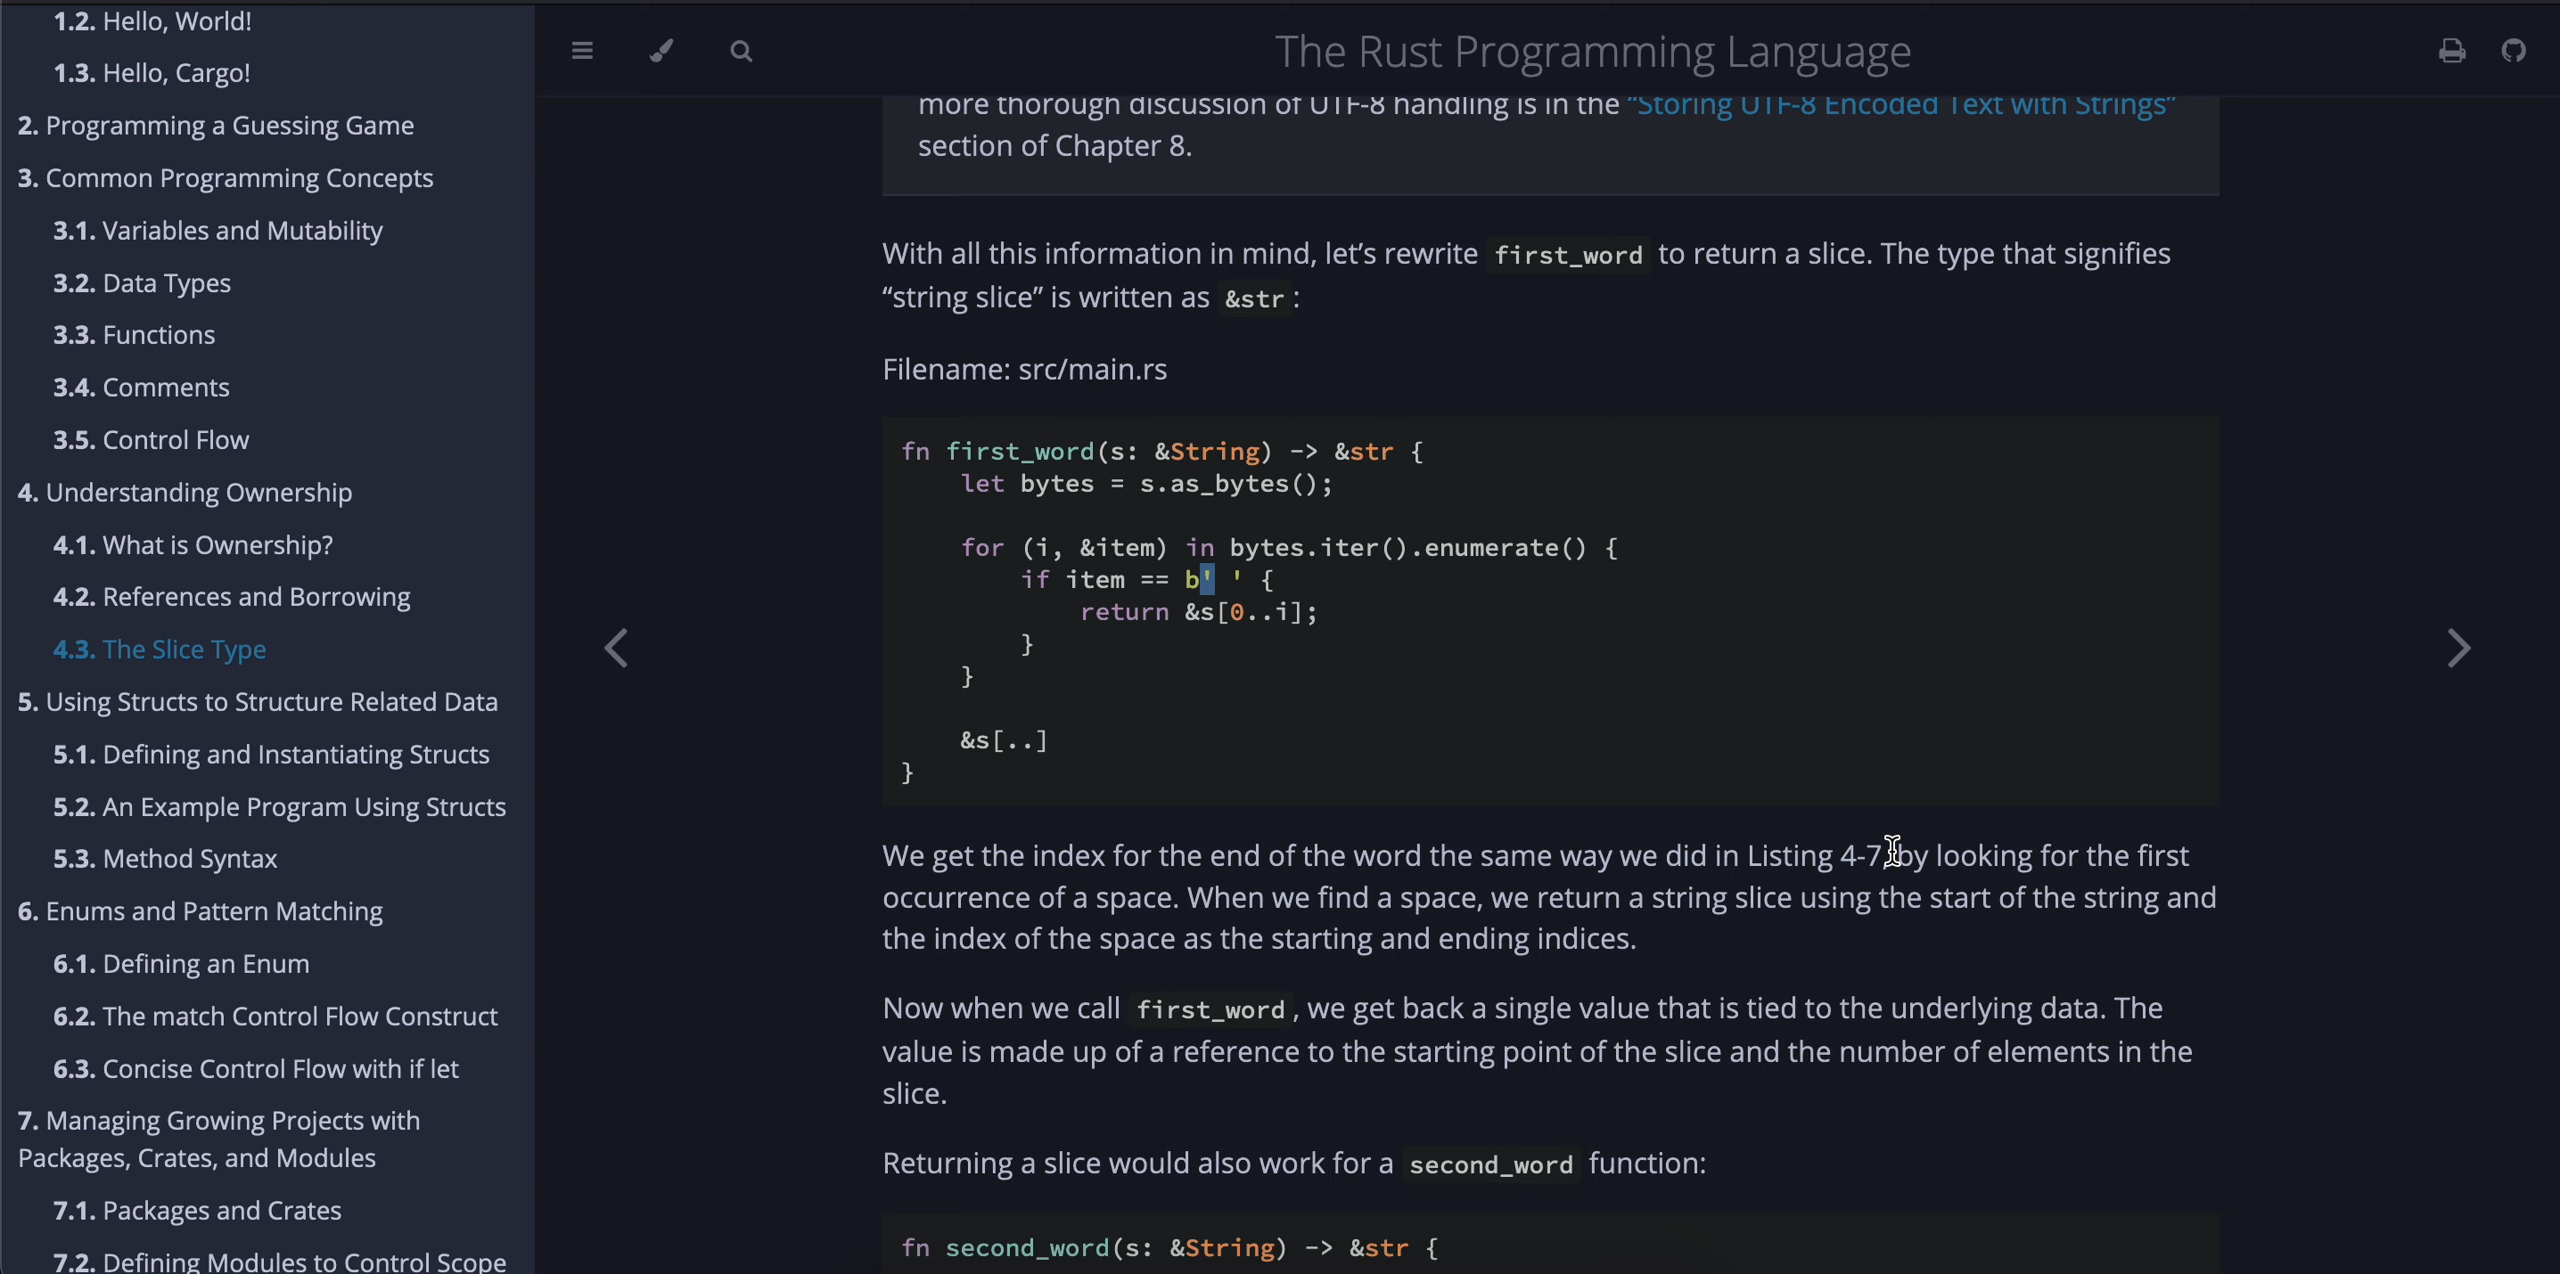 1.2. Hello, World!
1.3. Hello, Cargo!
2. Programming a Guessing Game
3. Common Programming Concepts
3.1. Variables and Mutability
3.2. Data Types
3.3. Functions
3.4. Comments
3.5. Control Flow
4. Understanding Ownership
4.1. What is Ownership?
4.2. References and Borrowing
4.3. The Slice Type
5. Using Structs to Structure Related Data
5.1. Defining and Instantiating Structs
5.2. An Example Program Using Structs
5.3. Method Syntax
6. Enums and Pattern Matching
6.1. Defining an Enum
6.2. The match Control Flow Construct
6.3. Concise Control Flow with if let
7. Managing Growing Projects with
Packages, Crates, and Modules
7.1. Packages and Crates
7.2. Defining Modules to Control Scope
The Rust Programming Language
more thorough discussion of UTF-8 handling is in the “Storing UTF-8 Encoded Text with Strings”
section of Chapter 8.
With all this information in mind, let’s rewrite first_word to return a slice. The type that signifies
“string slice” is written as &str:
Filename: src/main.rs
fn first_word(s: &String) -> &str {
    let bytes = s.as_bytes();
    for (i, &item) in bytes.iter().enumerate() {
        if item == b' ' {
            return &s[0..i];
        }
    }
    &s[..]
}
We get the index for the end of the word the same way we did in Listing 4-7, by looking for the first
occurrence of a space. When we find a space, we return a string slice using the start of the string and
the index of the space as the starting and ending indices.
Now when we call first_word, we get back a single value that is tied to the underlying data. The
value is made up of a reference to the starting point of the slice and the number of elements in the
slice.
Returning a slice would also work for a second_word function:
fn second_word(s: &String) -> &str {